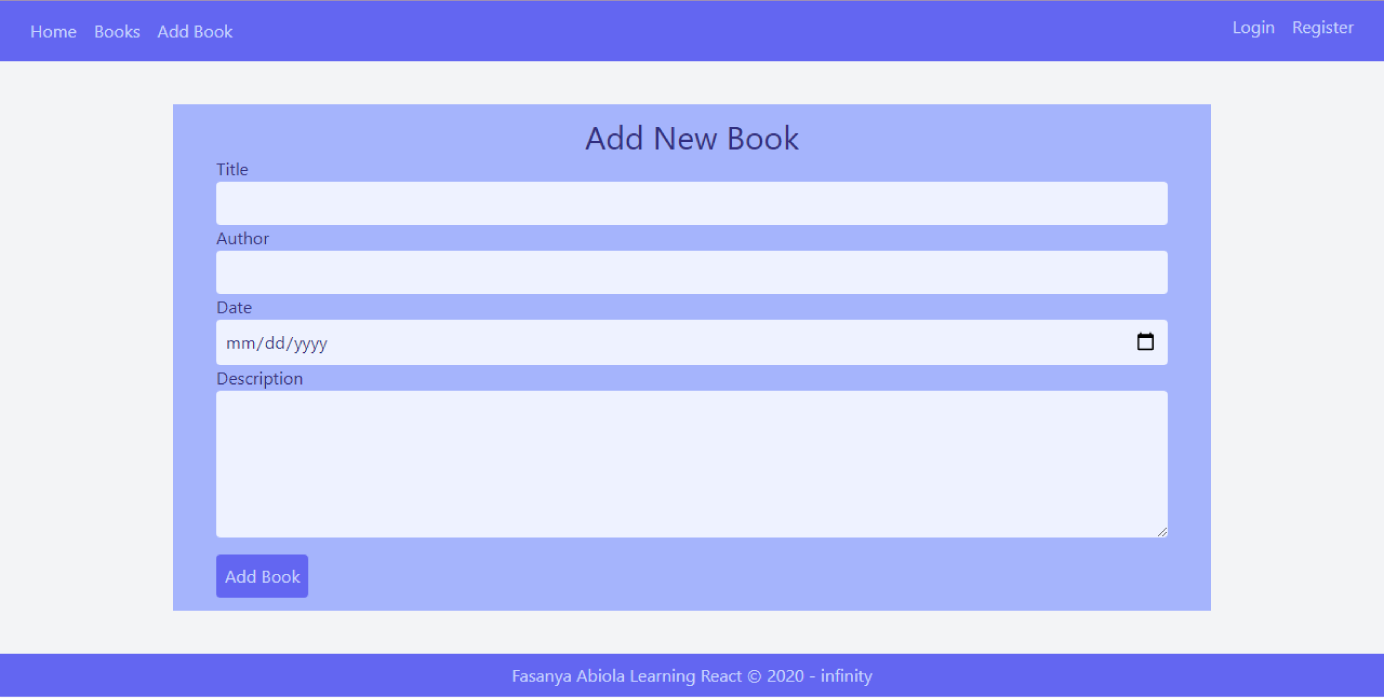 Home Books Add Book Login Register
Add New Book
Title
Author
Date
mm/dd/yyyy
Description
Add Book
Fasanya Abiola Learning React © 2020 - infinity